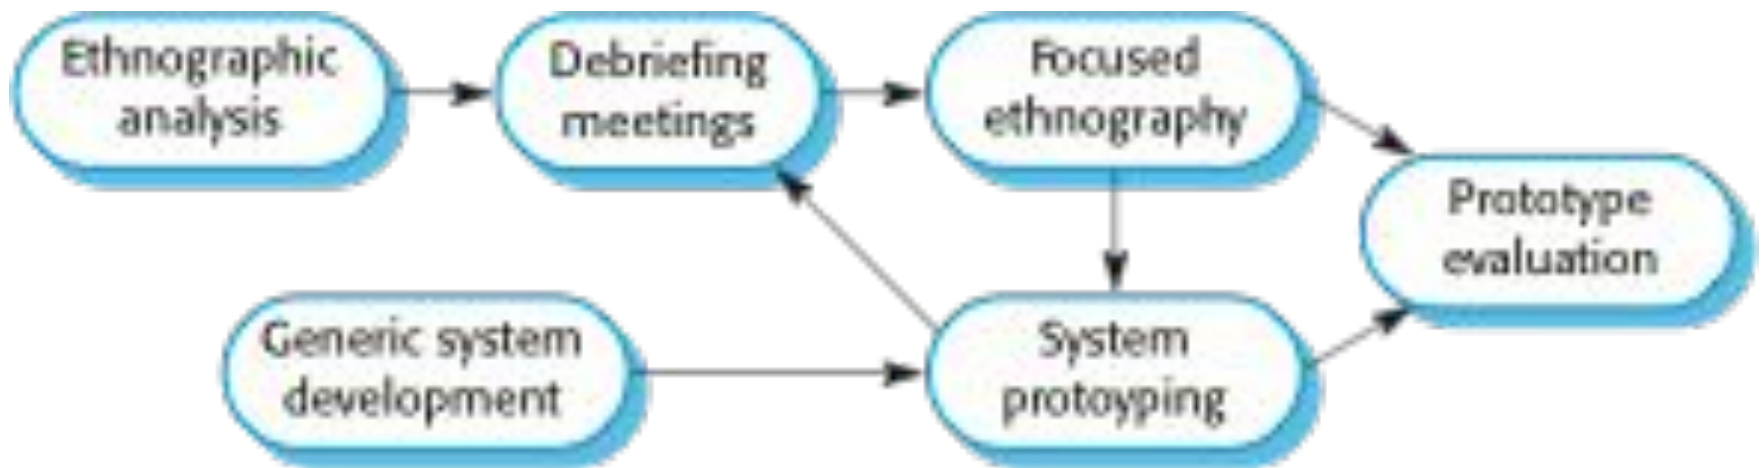 Ethnographic
analysis
Debriefing
meetings
Focused
ethnography
Prototype
evaluation
Generic system
development
System
protoyping